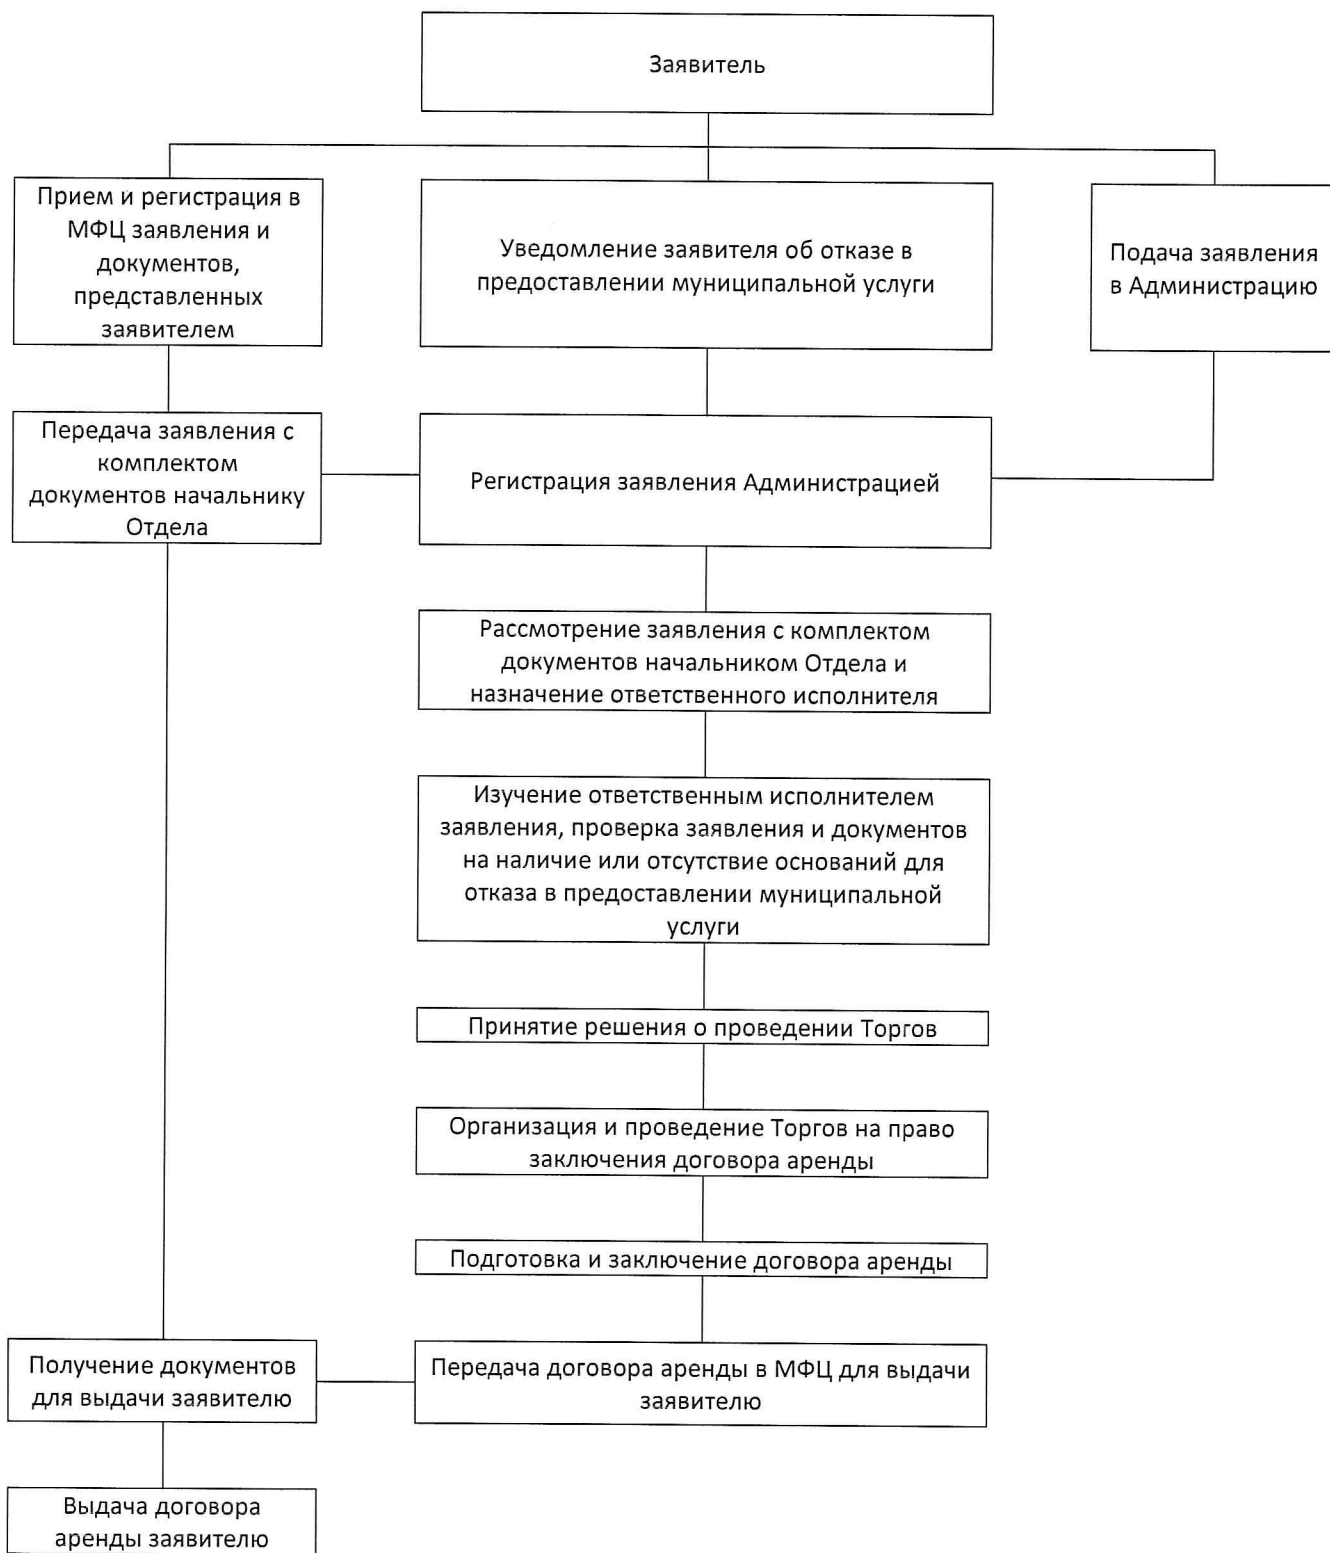 Заявитель
Прием и регистрация в
МФЦ заявления и
документов,
представленных
заявителем
Уведомление заявителя об отказе в
предоставлении муниципальной услуги
Подача заявления
в Администрацию
Передача заявления с
комплектом
документов начальнику
Отдела
Регистрация заявления Администрацией
Рассмотрение заявления с комплектом
документов начальником Отдела и
назначение ответственного исполнителя
Изучение ответственным исполнителем
заявления, проверка заявления и документов
на наличие или отсутствие оснований для
отказа в предоставлении муниципальной
услуги
Принятие решения о проведении Торгов
Организация и проведение Торгов на право
заключения договора аренды
Подготовка и заключение договора аренды
Получение документов
для выдачи заявителю
Передача договора аренды в МФЦ для выдачи
заявителю
Выдача договора
аренды заявителю